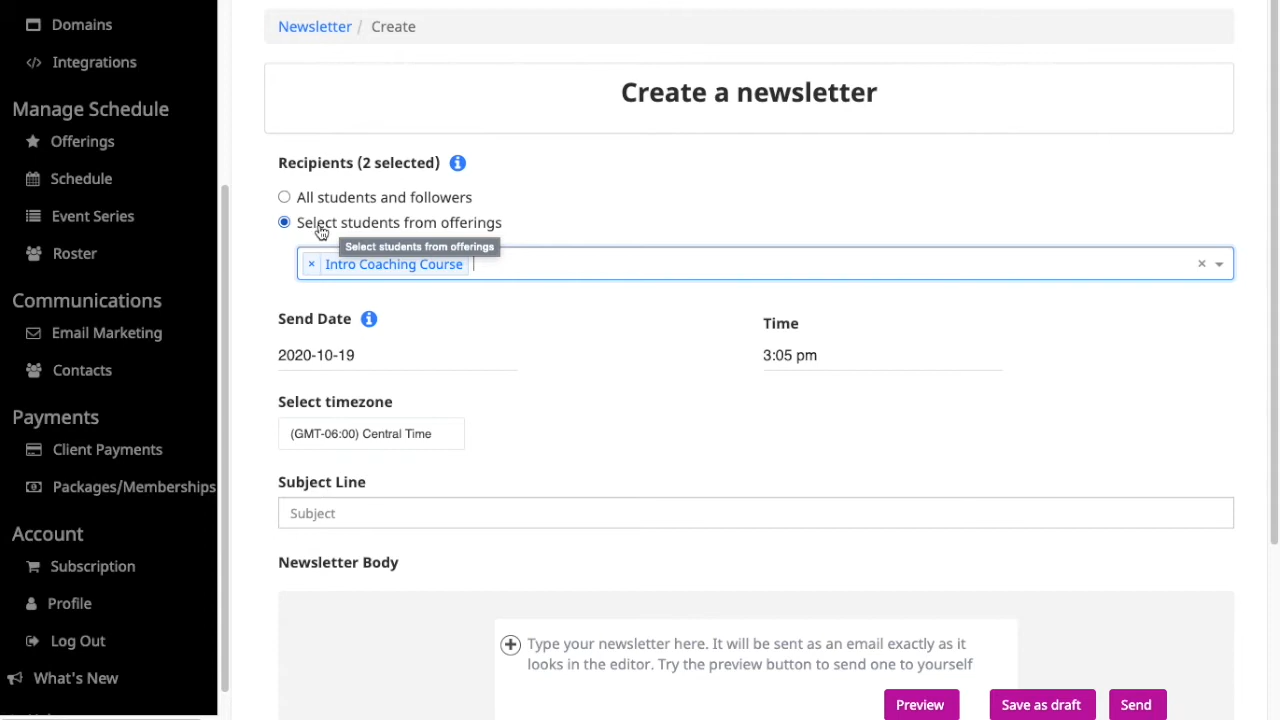 Domains
Integrations
Manage Schedule
Offerings
Schedule
Event Series
Roster
Communications
Email Marketing
Contacts
Payments
Client Payments
Packages/Memberships
Account
Subscription
Profile
Log Out
What's New
Newsletter / Create
Create a newsletter
Recipients (2 selected)
All students and followers
Select students from offerings
Select students from offerings
× Intro Coaching Course ×
Send Date
Time
2020-10-19
3:05 pm
Select timezone
(GMT-06:00) Central Time
Subject Line
Subject
Newsletter Body
Type your newsletter here. It will be sent as an email exactly as it
looks in the editor. Try the preview button to send one to yourself
Preview
Save as draft
Send